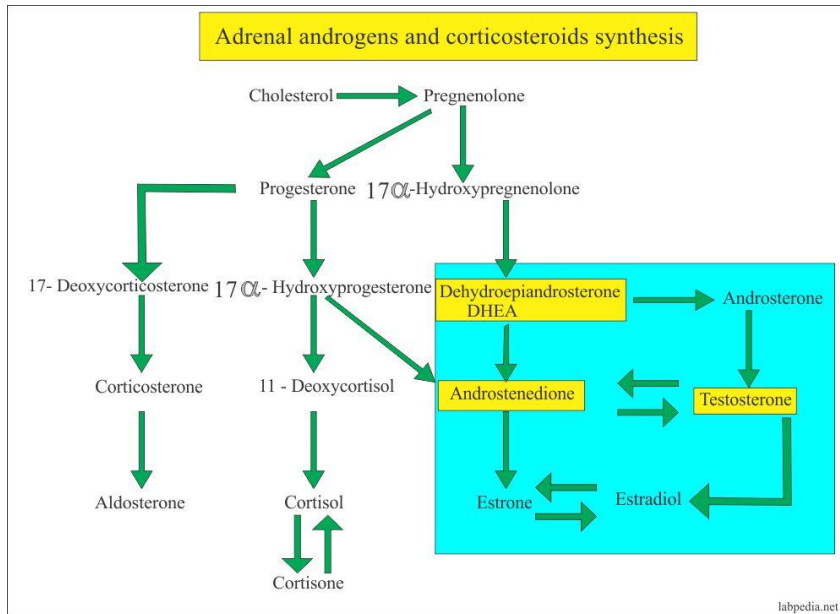 Adrenal androgens and corticosteroids synthesis
Cholesterol
Pregnenolone
Progesterone
17α-Hydroxypregnenolone
17- Deoxycorticosterone
17α- Hydroxyprogesterone
Dehydroepiandrosterone
DHEA
Androsterone
Corticosterone
11 - Deoxycortisol
Androstenedione
Testosterone
Aldosterone
Cortisol
Estrone
Estradiol
Cortisone
labpedia.net